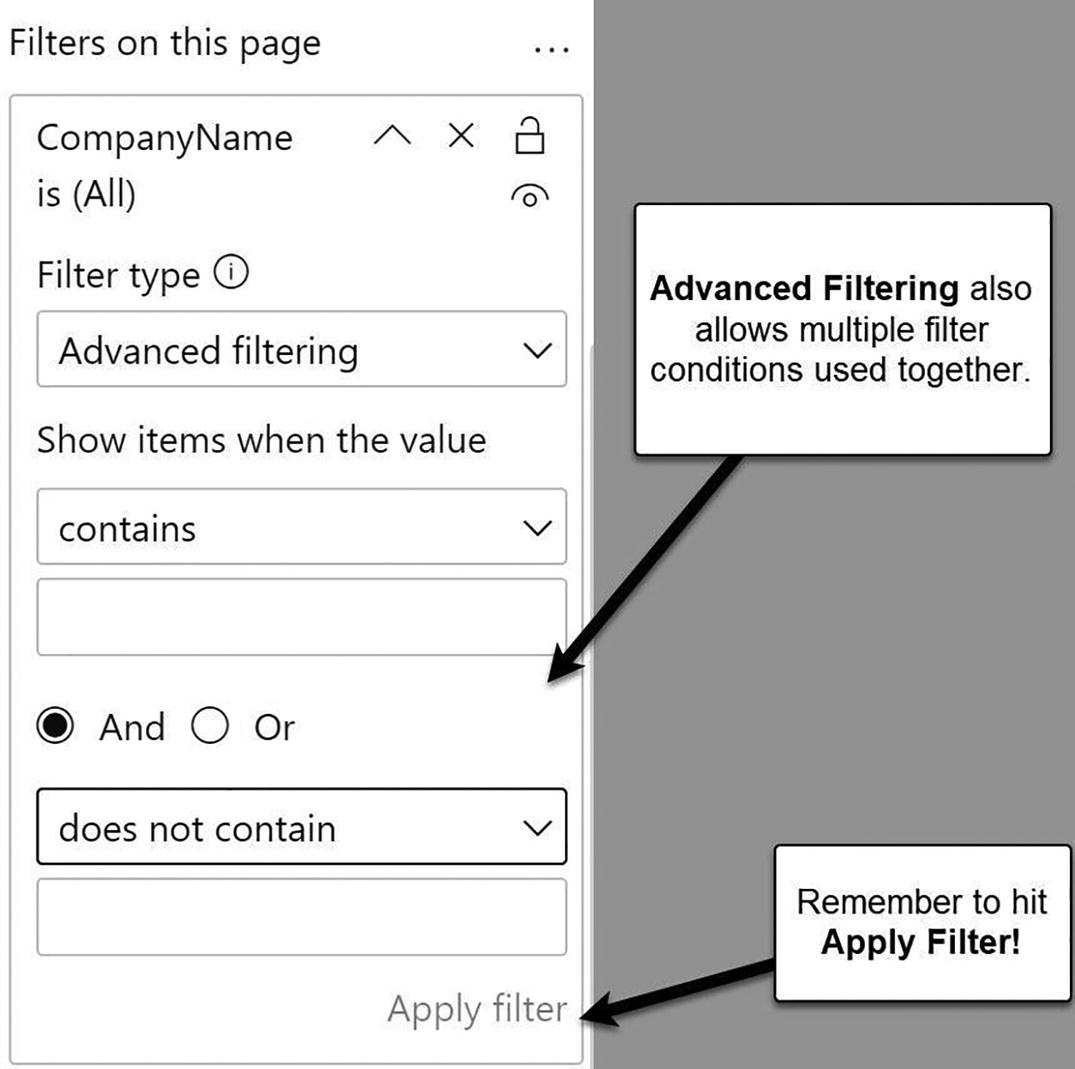 Filters on this page
...
CompanyName
is (All)
Filter type
Advanced filtering
Show items when the value
contains
And Or
does not contain
Apply filter
Advanced Filtering also
allows multiple filter
conditions used together.
Remember to hit
Apply Filter!